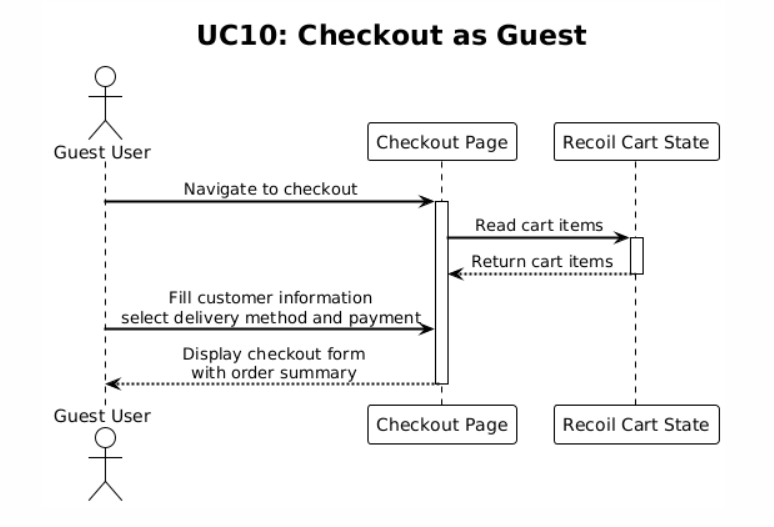 UC10: Checkout as Guest
Guest User
Checkout Page
Recoil Cart State
Navigate to checkout
Read cart items
Return cart items
Fill customer information
select delivery method and payment
Display checkout form
with order summary
Guest User
Checkout Page
Recoil Cart State